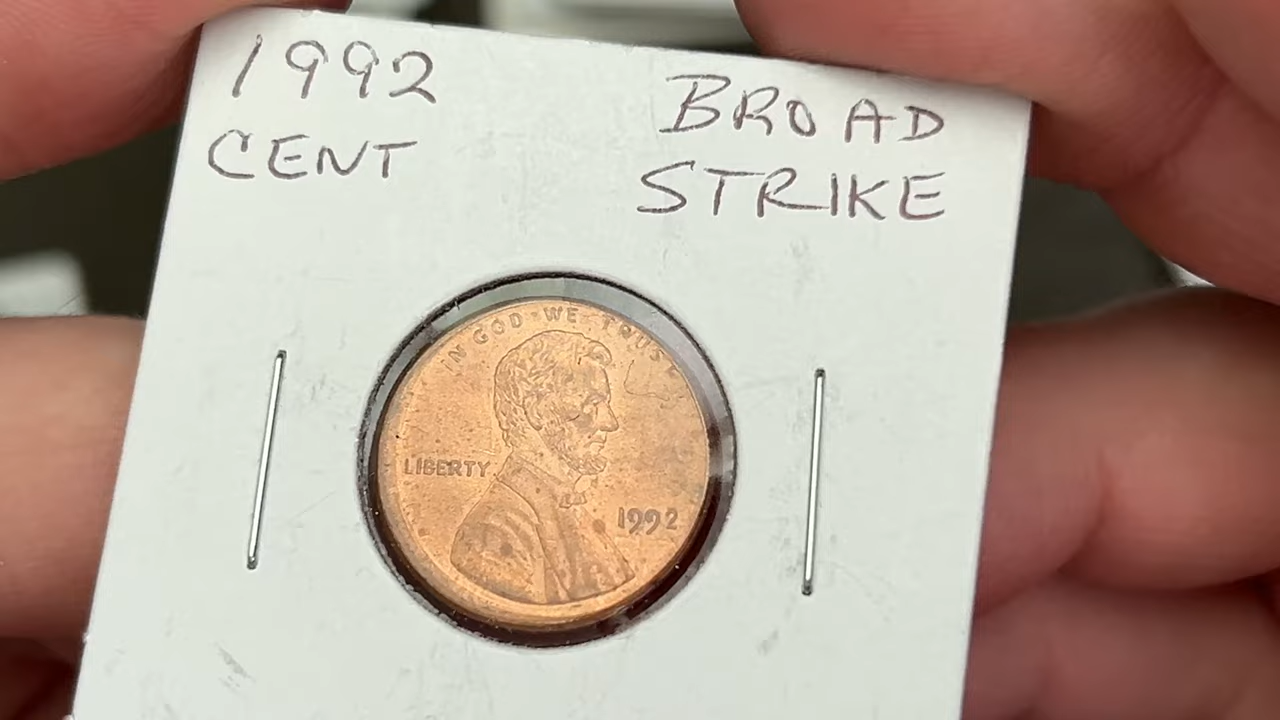 1992
CENT
BROAD
STRIKE
IN GOD WE TRUST
LIBERTY
1992